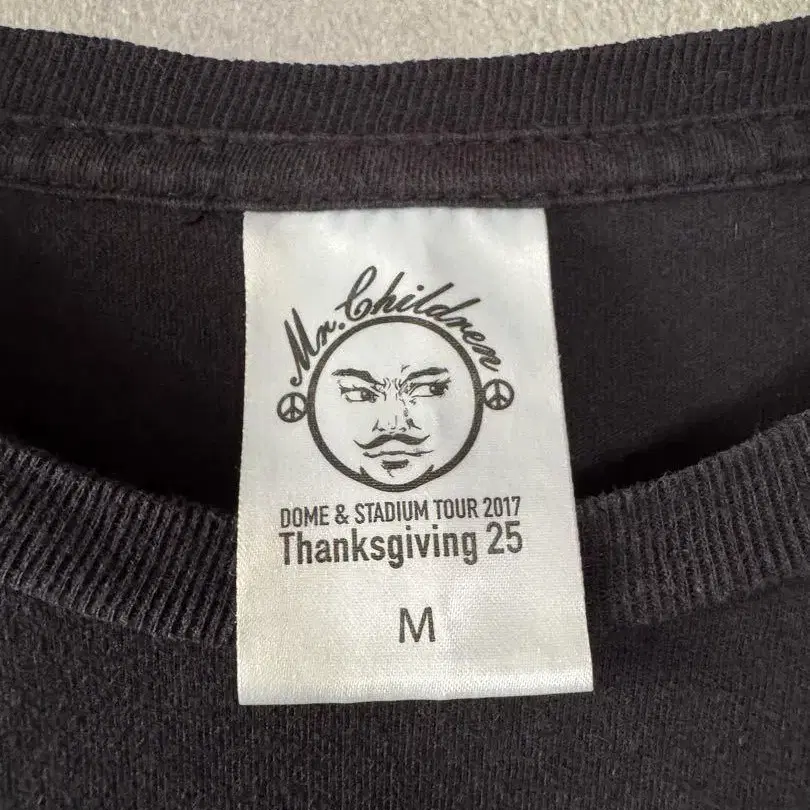 Mr.Children
DOME & STADIUM TOUR 2017
Thanksgiving 25
M